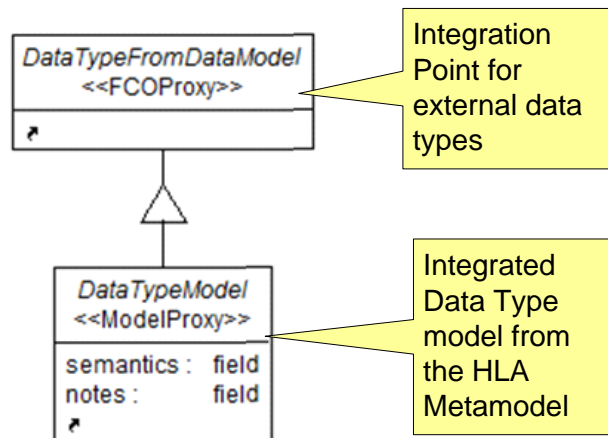 DataTypeFromDataModel
<<FCOProxy>>
Integration
Point for
external data
types
DataTypeModel
<<ModelProxy>>
semantics : field
notes : field
Integrated
Data Type
model from
the HLA
Metamodel